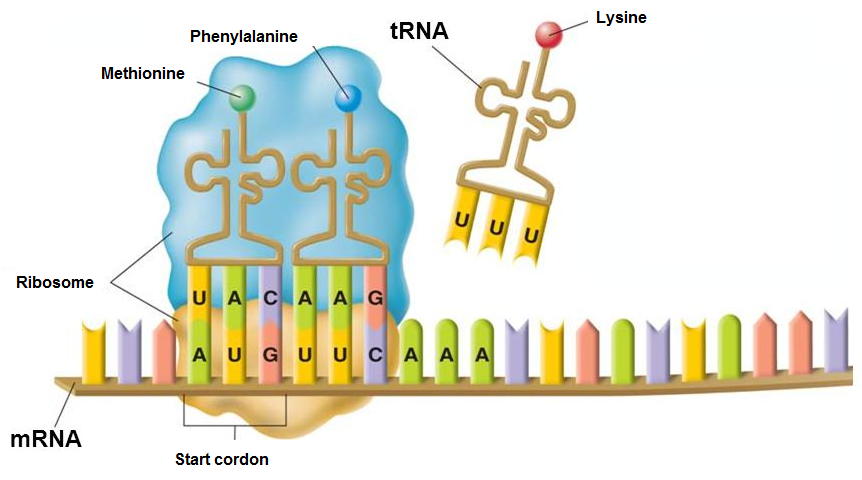 Lysine
tRNA
Phenylalanine
Methionine
U U U
Ribosome
U A C A A G
A U G U U C A A A
mRNA
Start cordon